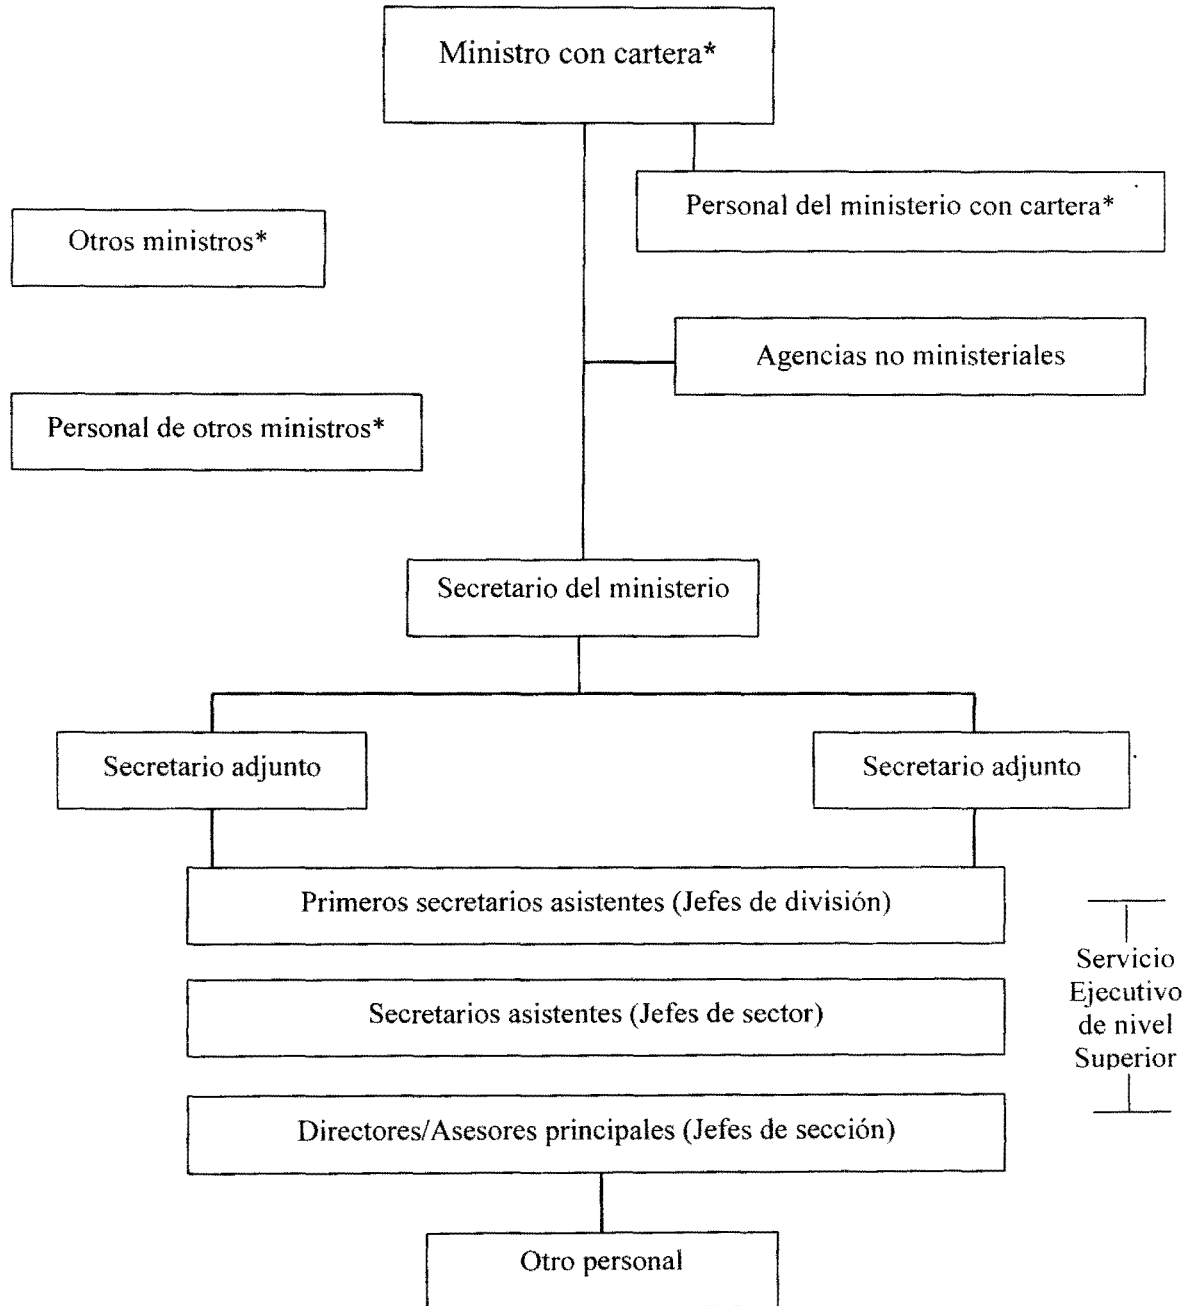 Ministro con cartera*
Personal del ministerio con cartera*
Otros ministros*
Agencias no ministeriales
Personal de otros ministros*
Secretario del ministerio
Secretario adjunto
Secretario adjunto
Primeros secretarios asistentes (Jefes de división)
Secretarios asistentes (Jefes de sector)
Directores/Asesores principales (Jefes de sección)
Servicio
Ejecutivo
de nivel
Superior
Otro personal